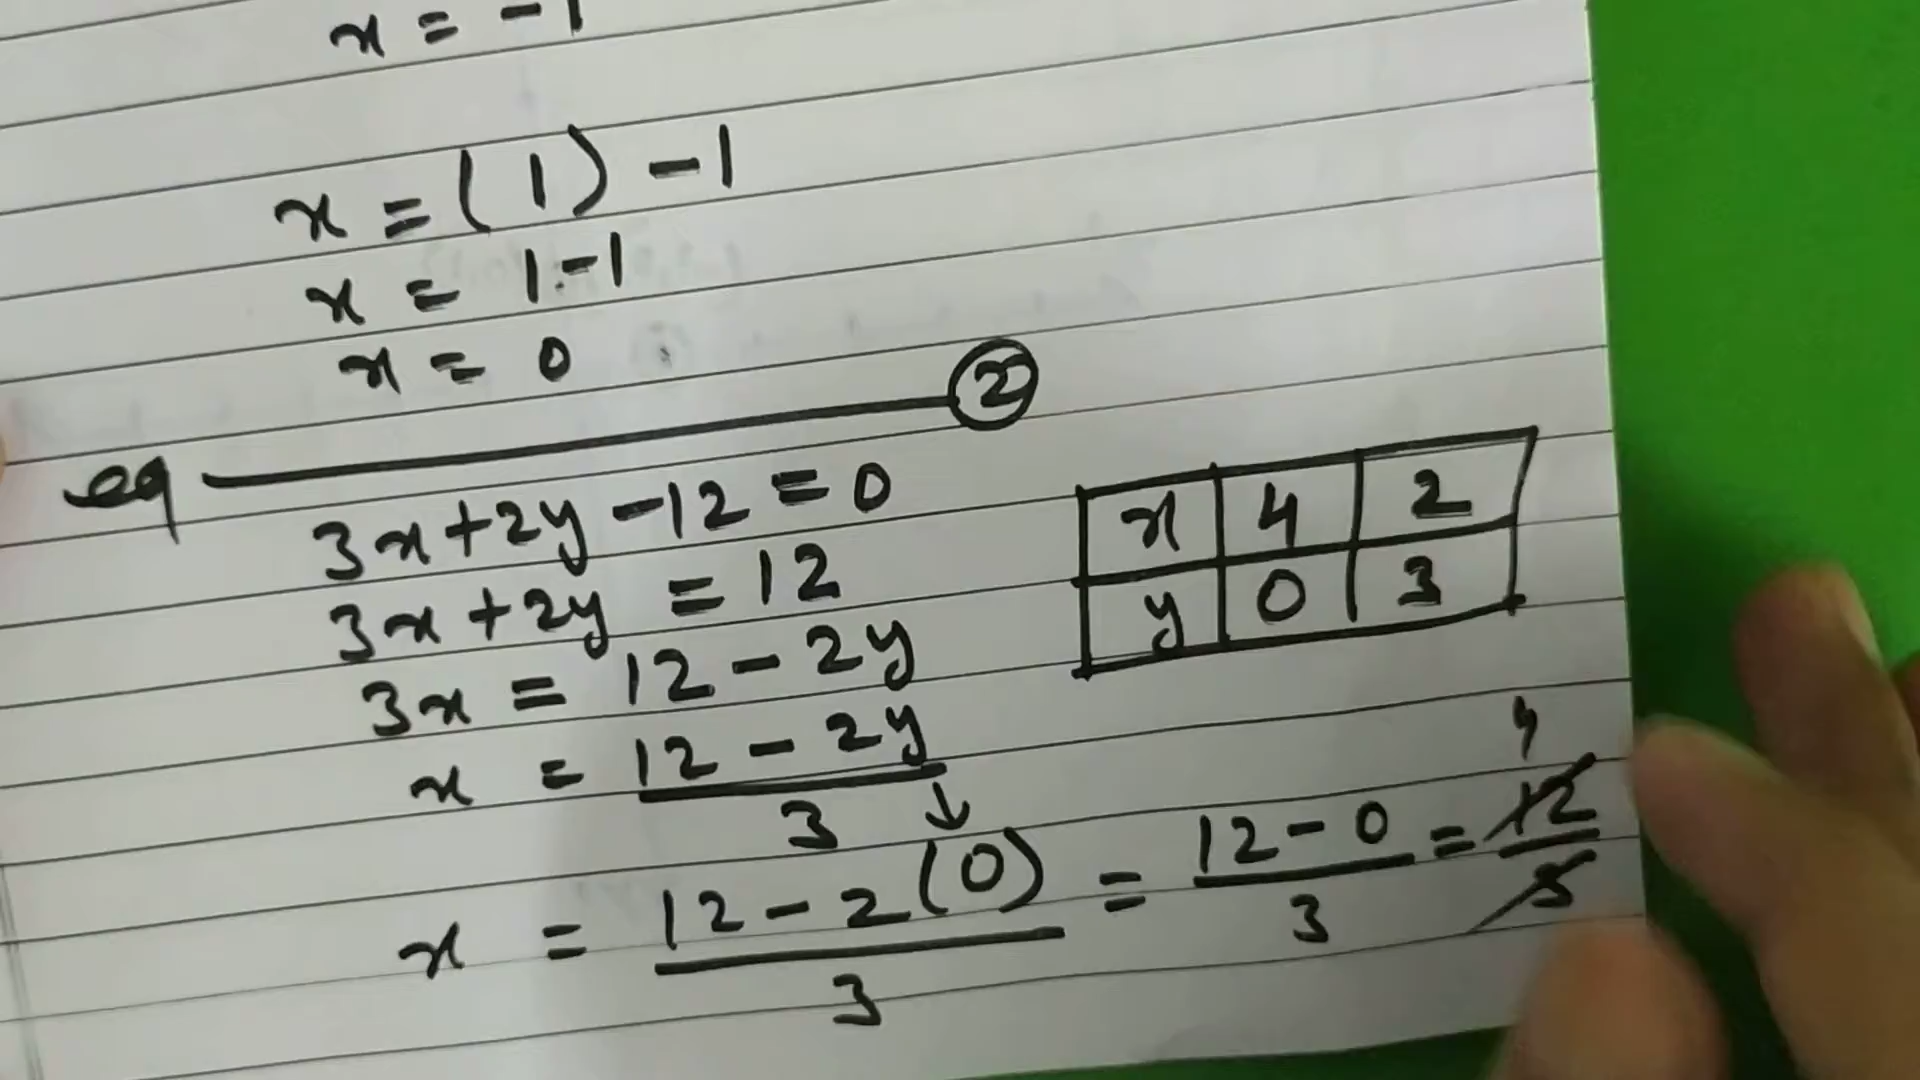 x = -1
x = (1) - 1
x = 1 - 1
x = 0
eq ——— ②
3x + 2y - 12 = 0
3x + 2y = 12
3x = 12 - 2y
x = 12 - 2y / 3
x | 4 | 2
y | 0 | 3
x = 12 - 2(0) / 3 = 12 - 0 / 3 = 12 / 3 4